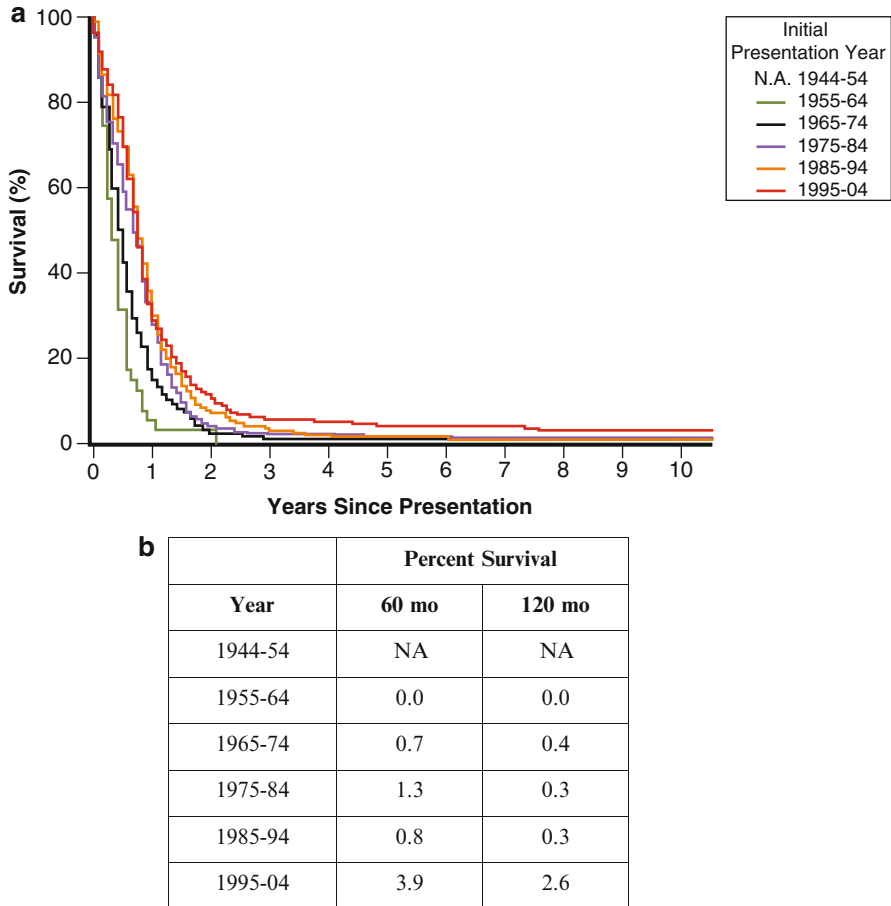 a
100
80
60
40
20
0
Survival (%)
0 1 2 3 4 5 6 7 8 9 10
Years Since Presentation
Initial
Presentation Year
N.A. 1944-54
1955-64
1965-74
1975-84
1985-94
1995-04
b
Percent Survival
Year 60 mo 120 mo
1944-54 NA NA
1955-64 0.0 0.0
1965-74 0.7 0.4
1975-84 1.3 0.3
1985-94 0.8 0.3
1995-04 3.9 2.6